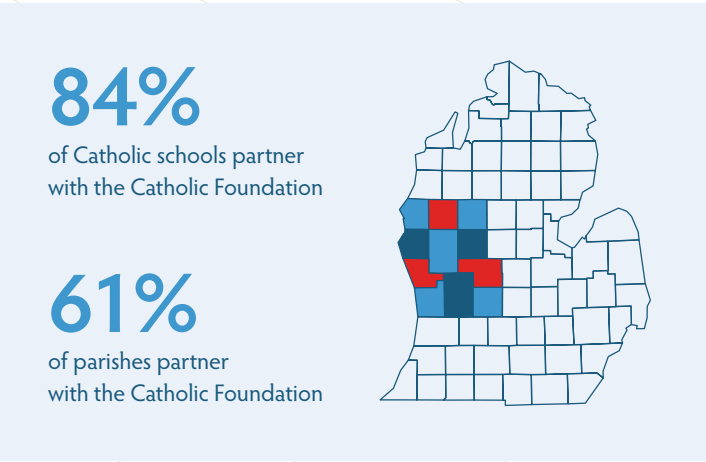 84%
of Catholic schools partner
with the Catholic Foundation
61%
of parishes partner
with the Catholic Foundation